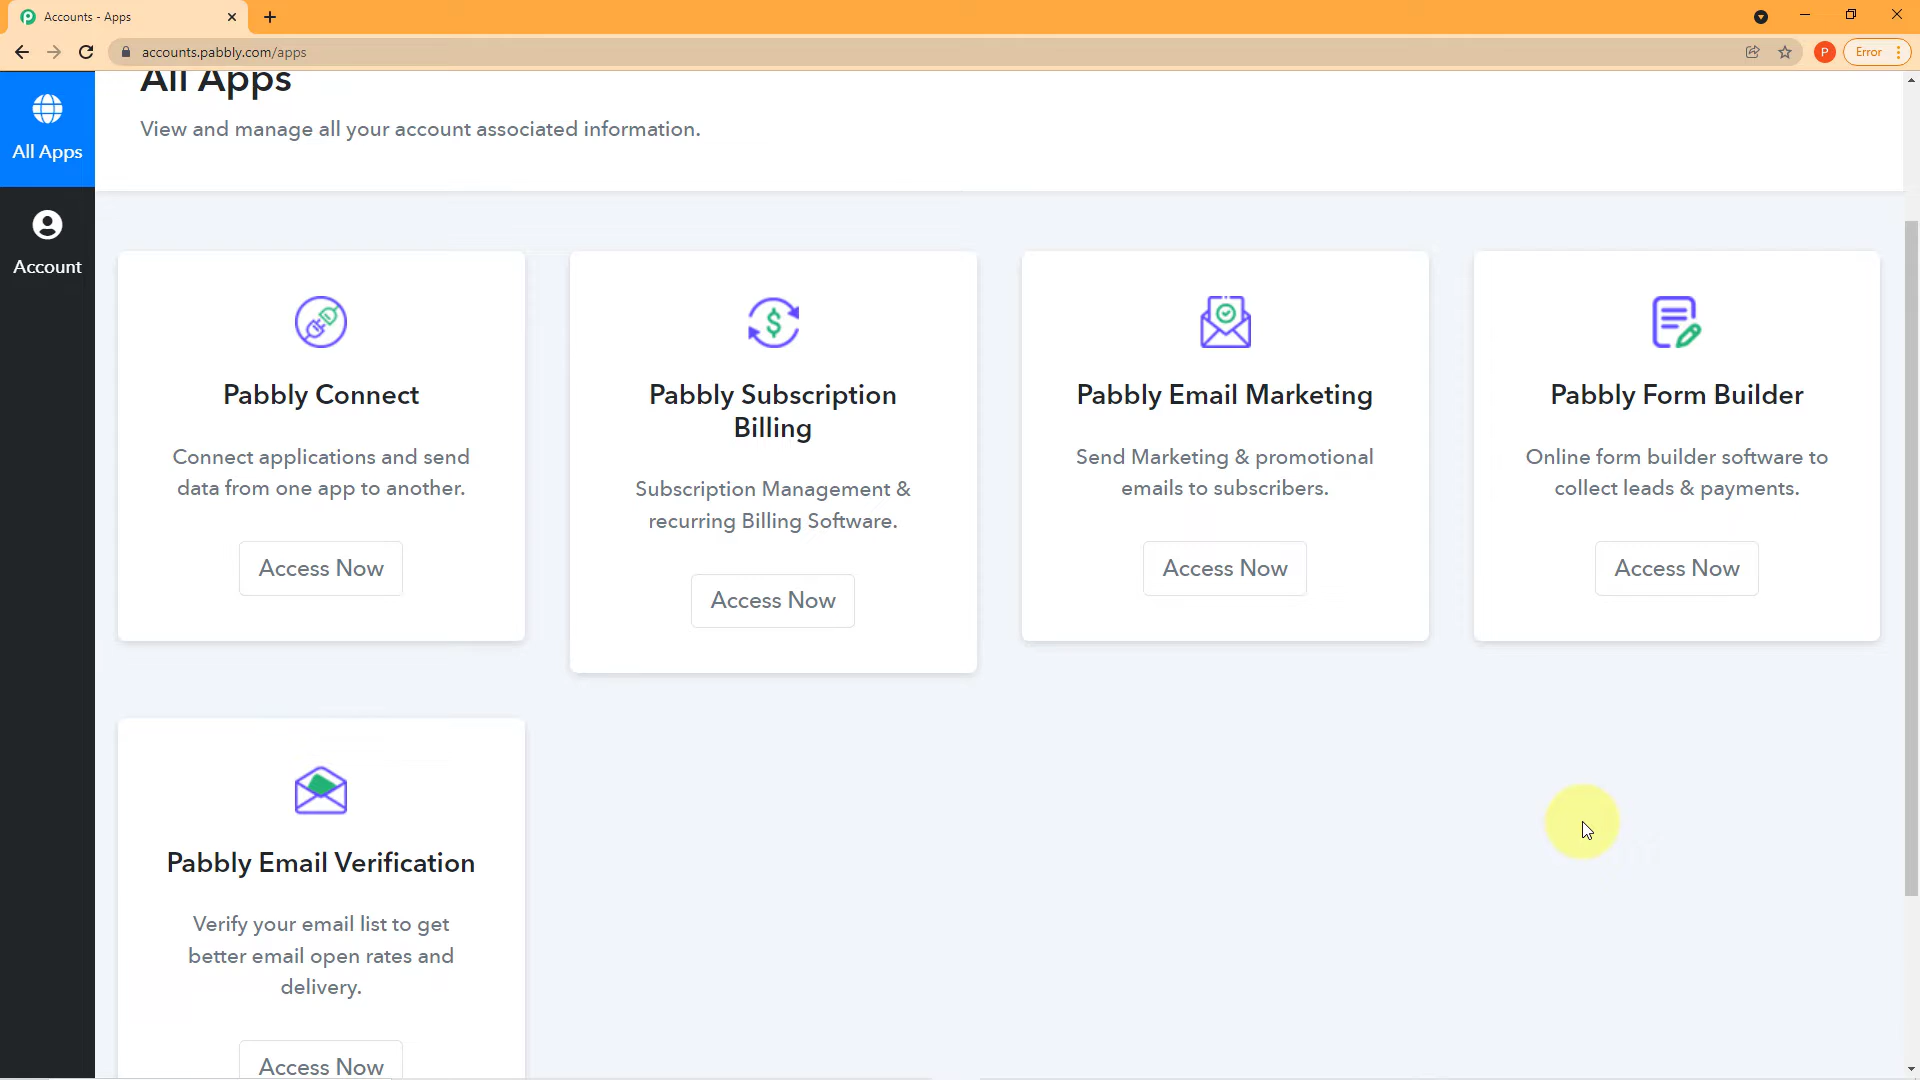 Accounts - Apps
accounts.pabbly.com/apps
P
Error
All Apps
View and manage all your account associated information.
All Apps
Account
Pabbly Connect
Connect applications and send
data from one app to another.
Access Now
Pabbly Subscription
Billing
Subscription Management &
recurring Billing Software.
Access Now
Pabbly Email Marketing
Send Marketing & promotional
emails to subscribers.
Access Now
Pabbly Form Builder
Online form builder software to
collect leads & payments.
Access Now
Pabbly Email Verification
Verify your email list to get
better email open rates and
delivery.
Access Now